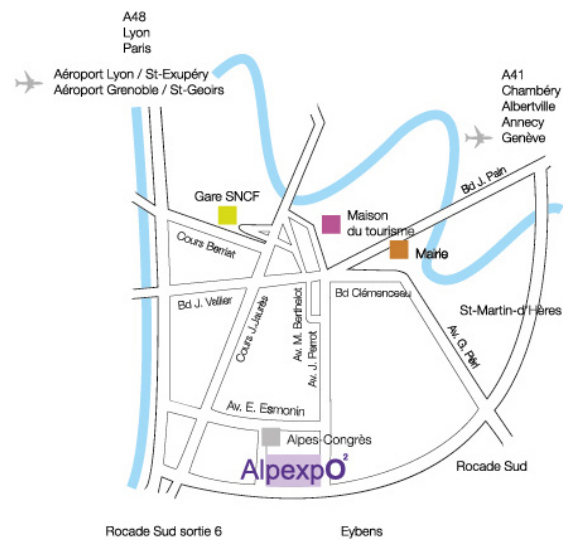 A48
Lyon
Paris
Aéroport Lyon / St-Exupéry
Aéroport Grenoble / St-Geoirs
A41
Chambéry
Albertville
Annecy
Genève
Bd J. Pain
Gare SNCF
Maison
du tourisme
Mairie
Cours Berriat
Bd J. Vallier
Cours J.Jaurès
Av. M. Berthelot
Av. J. Perrot
Bd Clémenceau
St-Martin-d'Hères
Av. G. Péri
Av. E. Esmonin
Alpes-Congrès
AlpexpO²
Rocade Sud
Rocade Sud sortie 6
Eybens